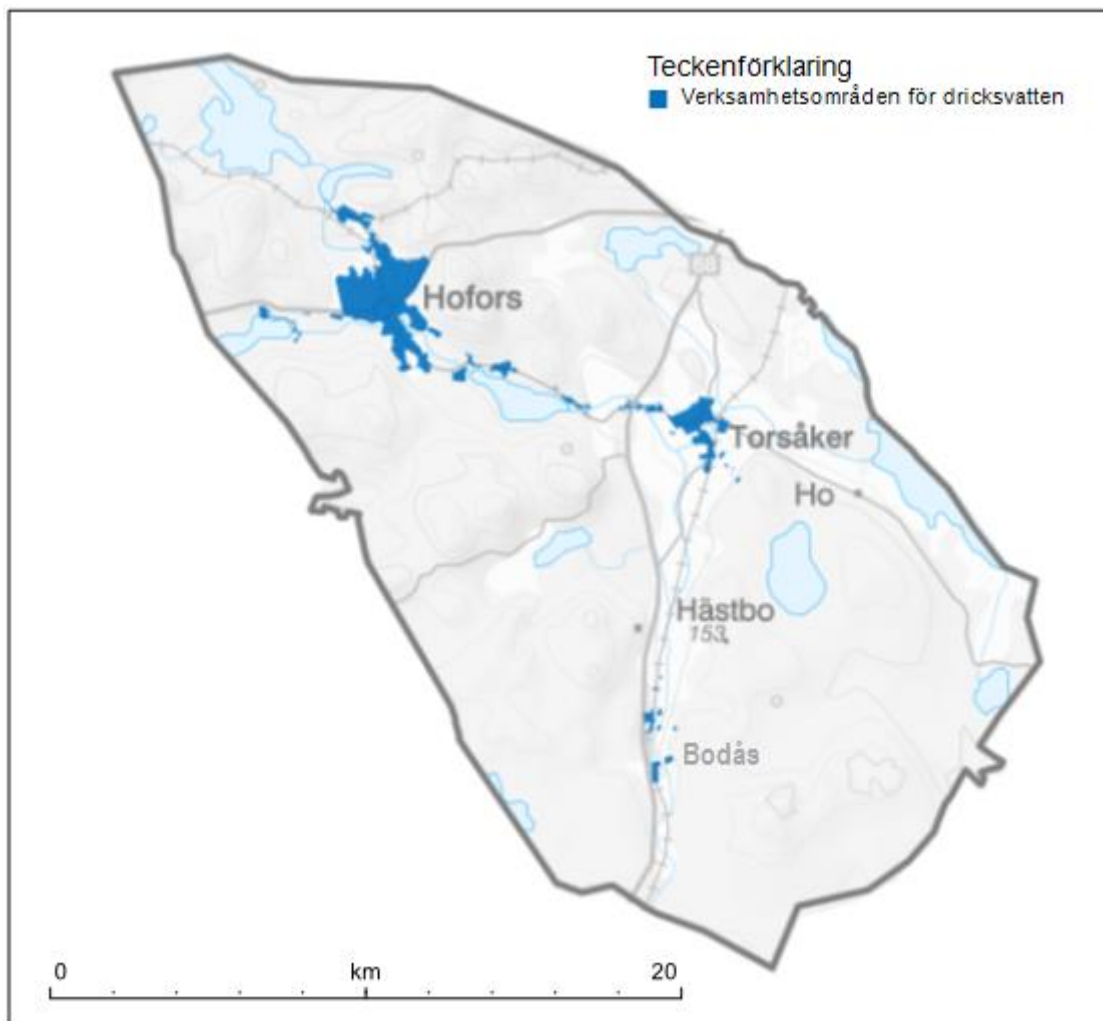 Teckenförklaring
Verksamhetsområden för dricksvatten
Hofors
Torsåker
Ho
Hästbo
153
Bodås
0 km 20